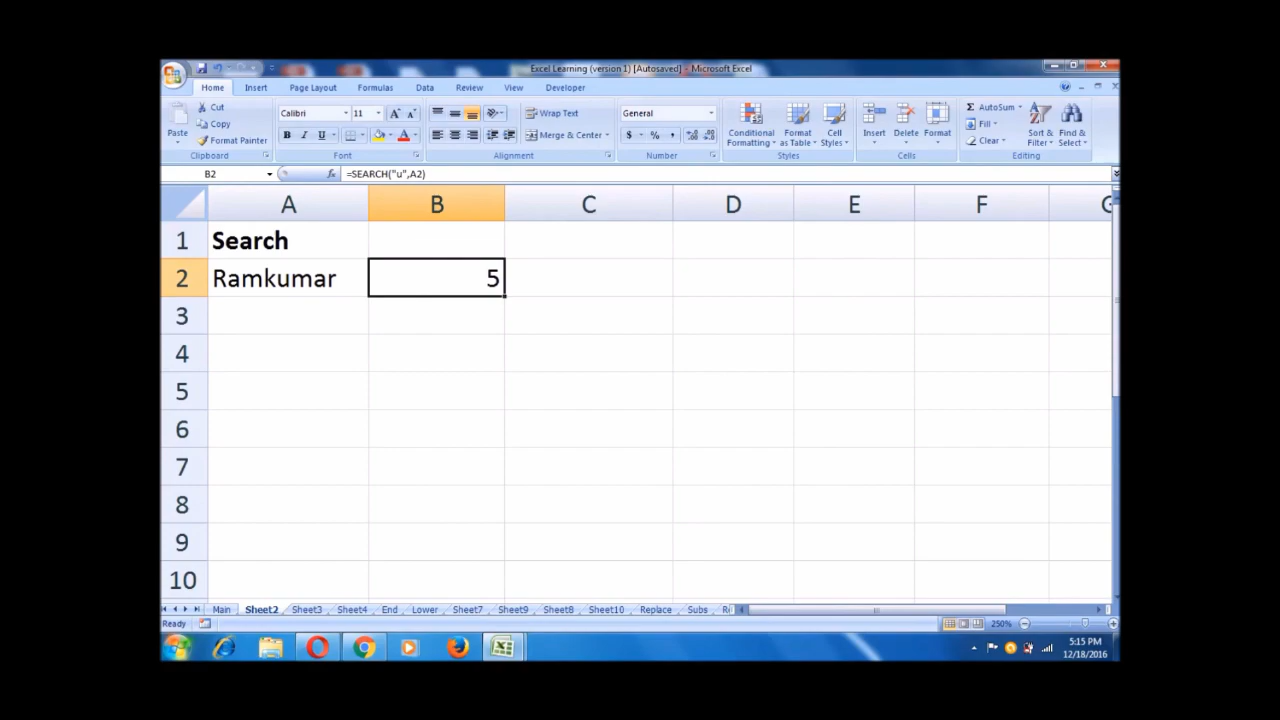 Excel Learning (version 1) [Autosaved] - Microsoft Excel
Home Insert Page Layout Formulas Data Review View Developer
Cut Calibri 11 Wrap Text General AutoSum
Copy Fill
Paste Format Painter B I U Merge & Center $ % , Conditional Formatting Format as Table Cell Styles Insert Delete Format Clear Sort & Filter Find & Select
Clipboard Font Alignment Number Styles Cells Editing
B2 fx =SEARCH("u",A2)
A B C D E F
1 Search
2 Ramkumar 5
3
4
5
6
7
8
9
10
Main Sheet2 Sheet3 Sheet4 End Lower Sheet7 Sheet9 Sheet8 Sheet10 Replace Subs
Ready 250%
5:15 PM
12/18/2016